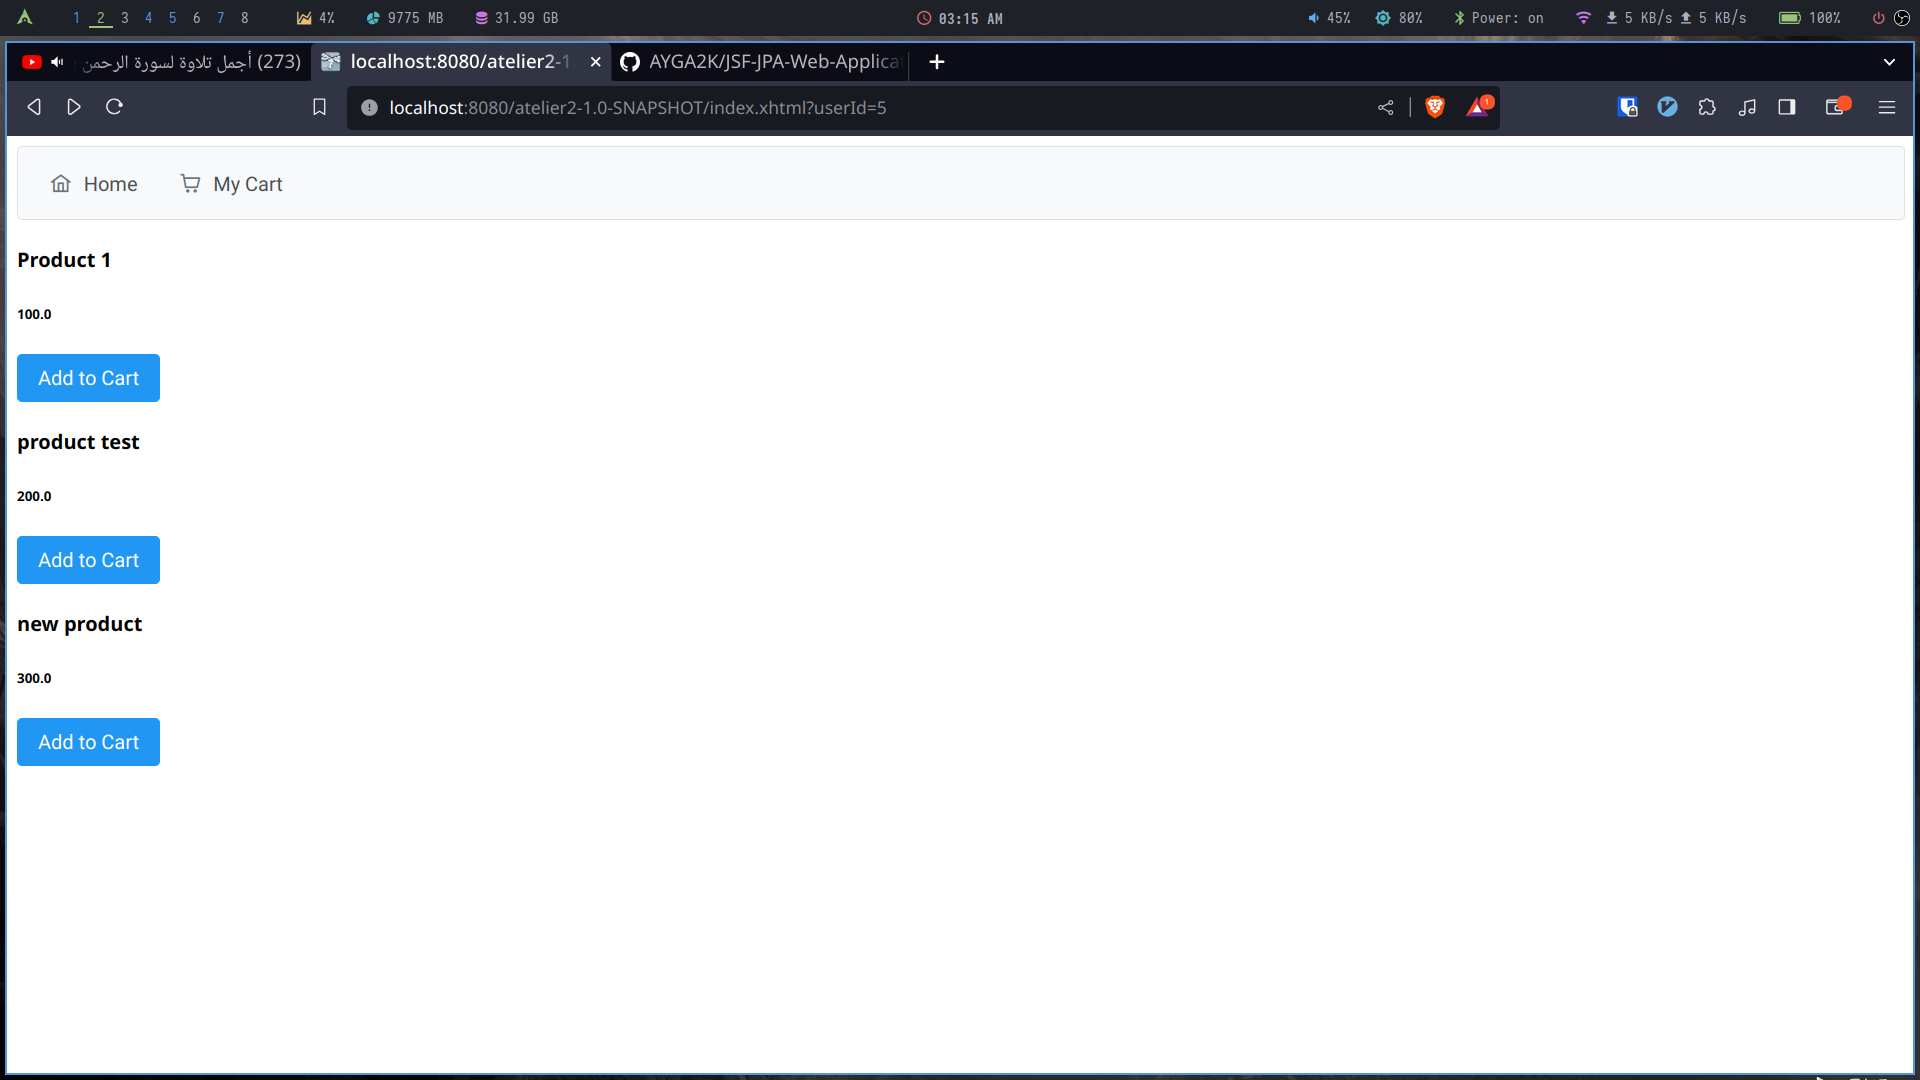 1 2 3 4 5 6 7 8 4% 9775 MB 31.99 GB 03:15 AM 45% 80% Power: on 5 KB/s 5 KB/s 100%
(273) أجمل تلاوة لسورة الرحمن localhost:8080/atelier2-1 AYGA2K/JSF-JPA-Web-Applica
localhost:8080/atelier2-1.0-SNAPSHOT/index.xhtml?userId=5 1
Home My Cart
Product 1
100.0
Add to Cart
product test
200.0
Add to Cart
new product
300.0
Add to Cart